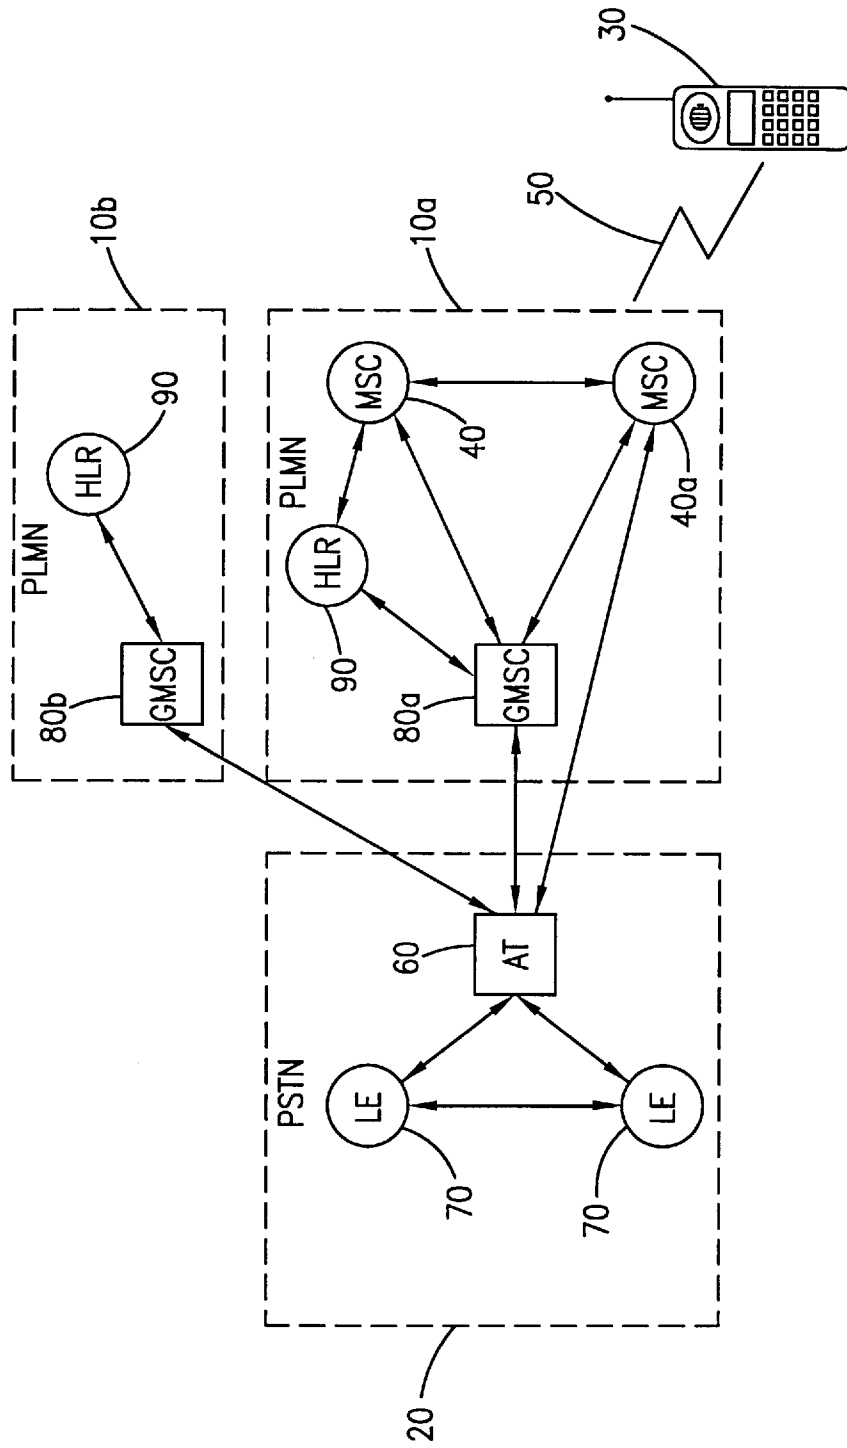 PLMN
80b
GMSC
HLR
90
10b
20
PSTN
LE
70
LE
70
60
AT
PLMN
HLR
90
MSC
40
80a
GMSC
MSC
40a
10a
50
30